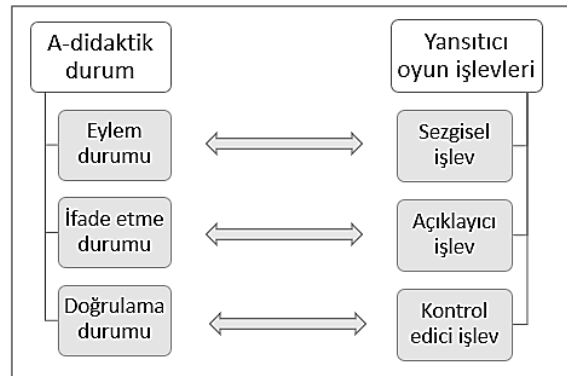 A-didaktik
durum
Yansıtıcı
oyun işlevleri
Eylem
durumu
Sezgisel
işlev
İfade etme
durumu
Açıklayıcı
işlev
Doğrulama
durumu
Kontrol
edici işlev